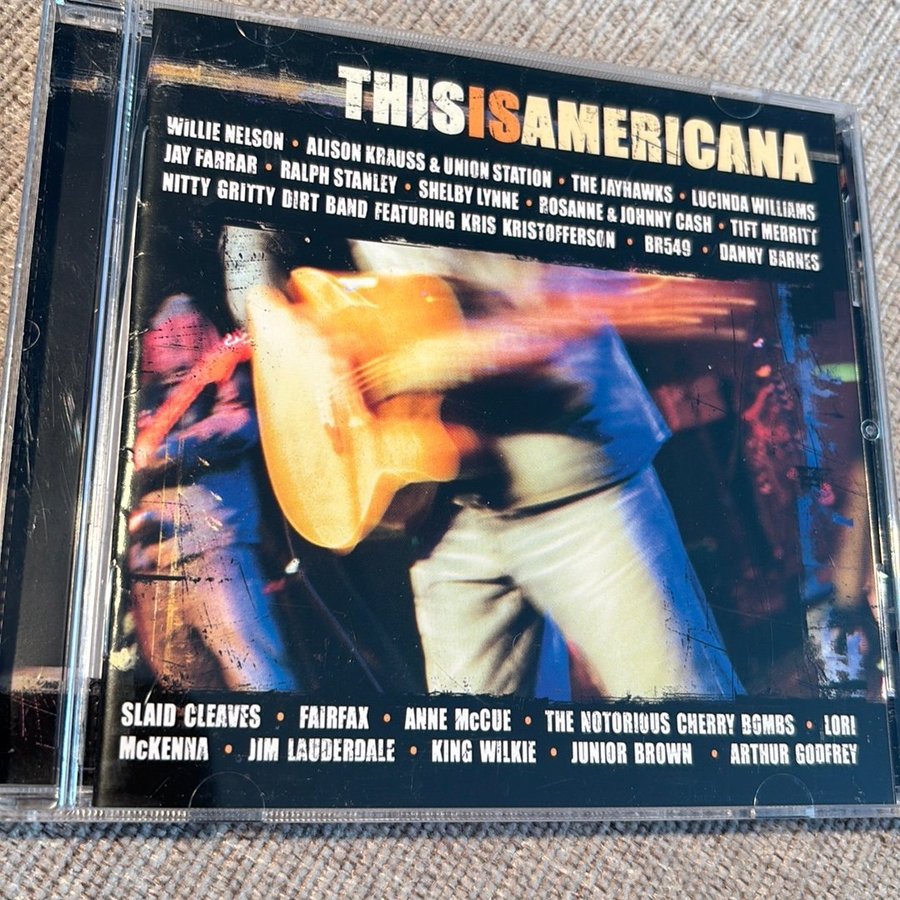 THISISAMERICANA
WILLIE NELSON • ALISON KRAUSS & UNION STATION • THE JAYHAWKS • LUCINDA WILLIAMS
JAY FARRAR • RALPH STANLEY • SHELBY LYNNE • ROSANNE & JOHNNY CASH • TIFT MERRITT
NITTY GRITTY DIRT BAND FEATURING KRIS KRISTOFFERSON • BR549 • DANNY BARNES
SLAID CLEAVES • FAIRFAX • ANNE McCUE • THE NOTORIOUS CHERRY BOMBS • LORI
McKENNA • JIM LAUDERDALE • KING WILKIE • JUNIOR BROWN • ARTHUR GODFREY